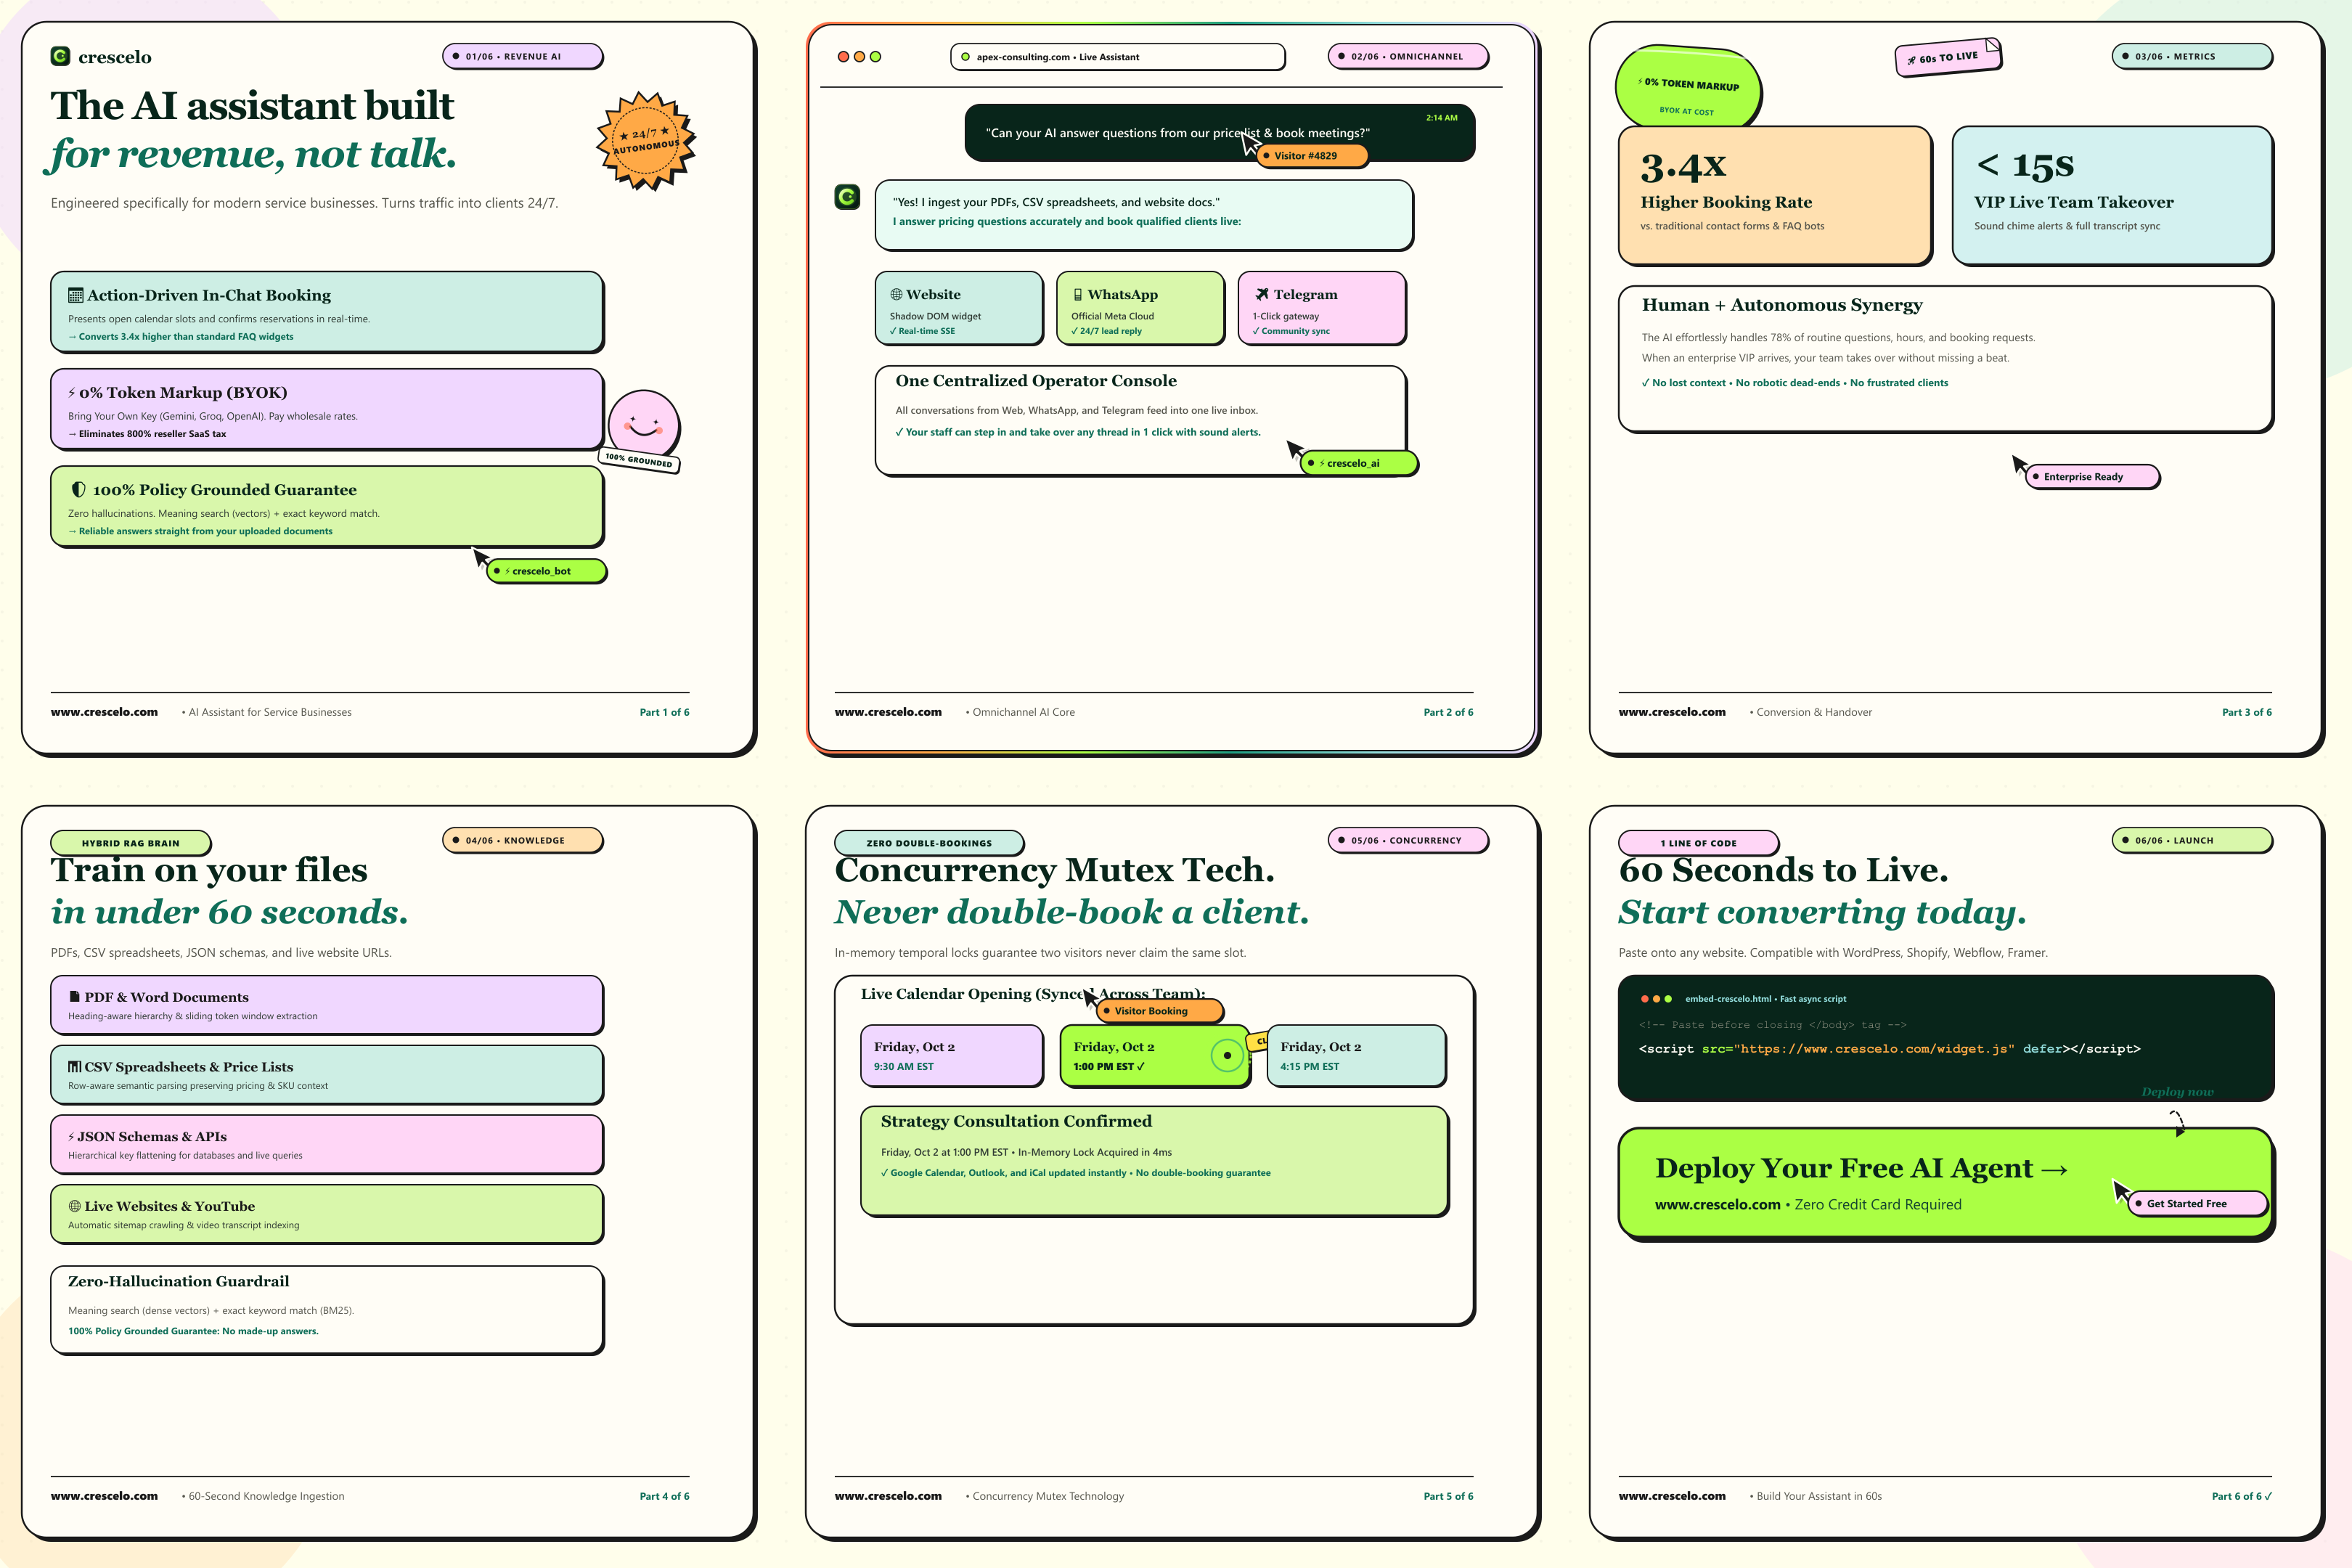 crescelo
01/06 • REVENUE AI
The AI assistant built
for revenue, not talk.
★ 24/7 ★
AUTONOMOUS
Engineered specifically for modern service businesses. Turns traffic into clients 24/7.
Action-Driven In-Chat Booking
Presents open calendar slots and confirms reservations in real-time.
→ Converts 3.4x higher than standard FAQ widgets
⚡ 0% Token Markup (BYOK)
Bring Your Own Key (Gemini, Groq, OpenAI). Pay wholesale rates.
→ Eliminates 800% reseller SaaS tax
100% GROUNDED
100% Policy Grounded Guarantee
Zero hallucinations. Meaning search (vectors) + exact keyword match.
→ Reliable answers straight from your uploaded documents
⚡ crescelo_bot
www.crescelo.com • AI Assistant for Service Businesses Part 1 of 6
apex-consulting.com • Live Assistant
02/06 • OMNICHANNEL
2:14 AM
"Can your AI answer questions from our pricelist & book meetings?"
Visitor #4829
"Yes! I ingest your PDFs, CSV spreadsheets, and website docs."
I answer pricing questions accurately and book qualified clients live:
Website
Shadow DOM widget
✓ Real-time SSE
WhatsApp
Official Meta Cloud
✓ 24/7 lead reply
Telegram
1-Click gateway
✓ Community sync
One Centralized Operator Console
All conversations from Web, WhatsApp, and Telegram feed into one live inbox.
✓ Your staff can step in and take over any thread in 1 click with sound alerts.
⚡ crescelo_ai
www.crescelo.com • Omnichannel AI Core Part 2 of 6
⚡ 0% TOKEN MARKUP
BYOK AT COST
🚀 60s TO LIVE
03/06 • METRICS
3.4x
Higher Booking Rate
vs. traditional contact forms & FAQ bots
< 15s
VIP Live Team Takeover
Sound chime alerts & full transcript sync
Human + Autonomous Synergy
The AI effortlessly handles 78% of routine questions, hours, and booking requests.
When an enterprise VIP arrives, your team takes over without missing a beat.
✓ No lost context • No robotic dead-ends • No frustrated clients
Enterprise Ready
www.crescelo.com • Conversion & Handover Part 3 of 6
HYBRID RAG BRAIN
04/06 • KNOWLEDGE
Train on your files
in under 60 seconds.
PDFs, CSV spreadsheets, JSON schemas, and live website URLs.
PDF & Word Documents
Heading-aware hierarchy & sliding token window extraction
CSV Spreadsheets & Price Lists
Row-aware semantic parsing preserving pricing & SKU context
⚡ JSON Schemas & APIs
Hierarchical key flattening for databases and live queries
Live Websites & YouTube
Automatic sitemap crawling & video transcript indexing
Zero-Hallucination Guardrail
Meaning search (dense vectors) + exact keyword match (BM25).
100% Policy Grounded Guarantee: No made-up answers.
www.crescelo.com • 60-Second Knowledge Ingestion Part 4 of 6
ZERO DOUBLE-BOOKINGS
05/06 • CONCURRENCY
Concurrency Mutex Tech.
Never double-book a client.
In-memory temporal locks guarantee two visitors never claim the same slot.
Live Calendar Opening (Synced Across Team):
Visitor Booking
Friday, Oct 2
9:30 AM EST
Friday, Oct 2
1:00 PM EST ✓
Friday, Oct 2
4:15 PM EST
Strategy Consultation Confirmed
Friday, Oct 2 at 1:00 PM EST • In-Memory Lock Acquired in 4ms
✓ Google Calendar, Outlook, and iCal updated instantly • No double-booking guarantee
www.crescelo.com • Concurrency Mutex Technology Part 5 of 6
1 LINE OF CODE
06/06 • LAUNCH
60 Seconds to Live.
Start converting today.
Paste onto any website. Compatible with WordPress, Shopify, Webflow, Framer.
embed-crescelo.html • Fast async script
<!-- Paste before closing </body> tag -->
<script src="https://www.crescelo.com/widget.js" defer></script>
Deploy now
Deploy Your Free AI Agent →
www.crescelo.com • Zero Credit Card Required
Get Started Free
www.crescelo.com • Build Your Assistant in 60s Part 6 of 6 ✓